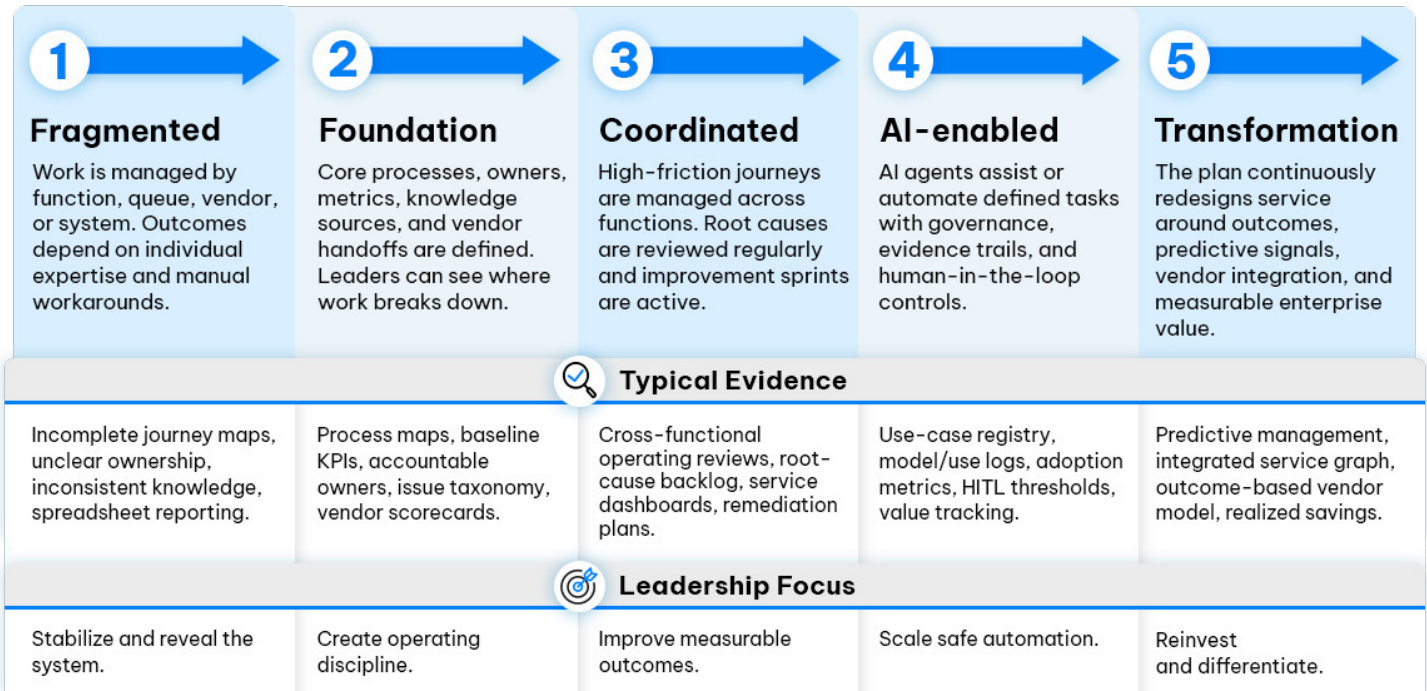 1
Fragmented
Work is managed by
function, queue, vendor,
or system. Outcomes
depend on individual
expertise and manual
workarounds.
2
Foundation
Core processes, owners,
metrics, knowledge
sources, and vendor
handoffs are defined.
Leaders can see where
work breaks down.
3
Coordinated
High-friction journeys
are managed across
functions. Root causes
are reviewed regularly
and improvement sprints
are active.
4
AI-enabled
AI agents assist or
automate defined tasks
with governance,
evidence trails, and
human-in-the-loop
controls.
5
Transformation
The plan continuously
redesigns service
around outcomes,
predictive signals,
vendor integration, and
measurable enterprise
value.
Typical Evidence
Incomplete journey maps,
unclear ownership,
inconsistent knowledge,
spreadsheet reporting.
Process maps, baseline
KPIs, accountable
owners, issue taxonomy,
vendor scorecards.
Cross-functional
operating reviews, root-
cause backlog, service
dashboards, remediation
plans.
Use-case registry,
model/use logs, adoption
metrics, HITL thresholds,
value tracking.
Predictive management,
integrated service graph,
outcome-based vendor
model, realized savings.
Leadership Focus
Stabilize and reveal the
system.
Create operating
discipline.
Improve measurable
outcomes.
Scale safe automation.
Reinvest
and differentiate.